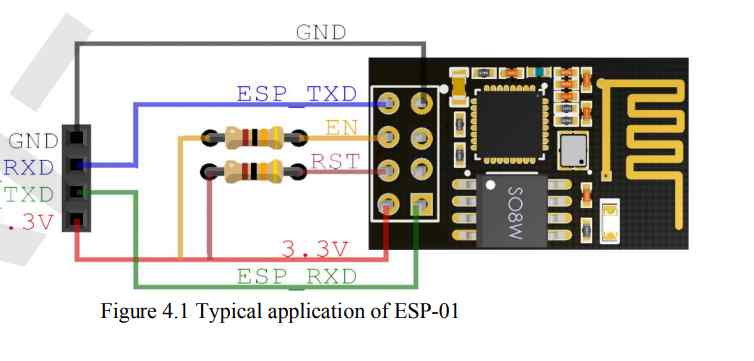 GND
ESP_TXD
EN
GND
RXD
RST
TXD
.3V
3.3V
ESP_RXD
SO8W
Figure 4.1 Typical application of ESP-01